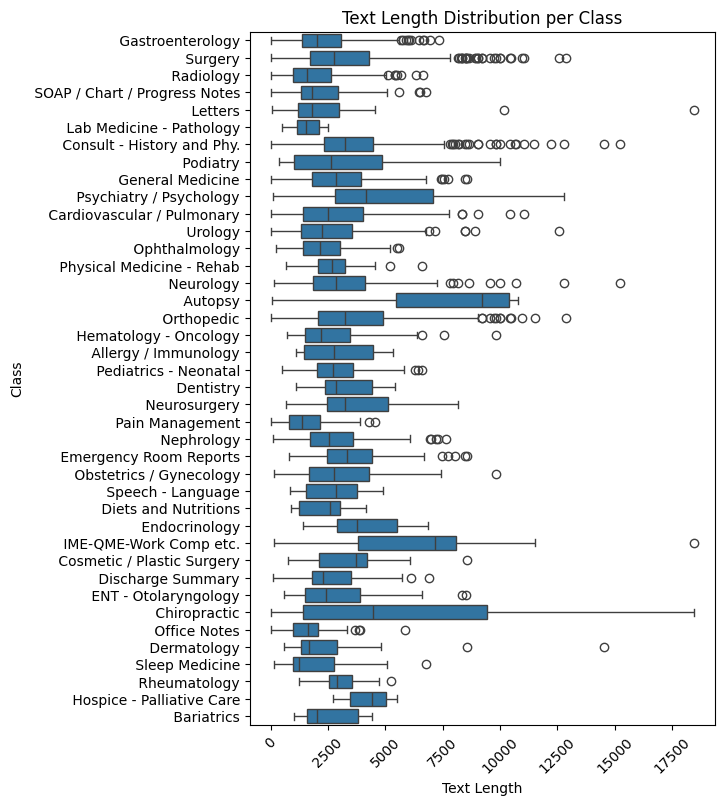 Text Length Distribution per Class
Gastroenterology
Surgery
Radiology
SOAP / Chart / Progress Notes
Letters
Lab Medicine - Pathology
Consult - History and Phy.
Podiatry
General Medicine
Psychiatry / Psychology
Cardiovascular / Pulmonary
Urology
Ophthalmology
Physical Medicine - Rehab
Neurology
Autopsy
Orthopedic
Hematology - Oncology
Allergy / Immunology
Pediatrics - Neonatal
Dentistry
Neurosurgery
Pain Management
Nephrology
Emergency Room Reports
Obstetrics / Gynecology
Speech - Language
Diets and Nutritions
Endocrinology
IME-QME-Work Comp etc.
Cosmetic / Plastic Surgery
Discharge Summary
ENT - Otolaryngology
Chiropractic
Office Notes
Dermatology
Sleep Medicine
Rheumatology
Hospice - Palliative Care
Bariatrics
Class
0
2500
5000
7500
10000
12500
15000
17500
Text Length